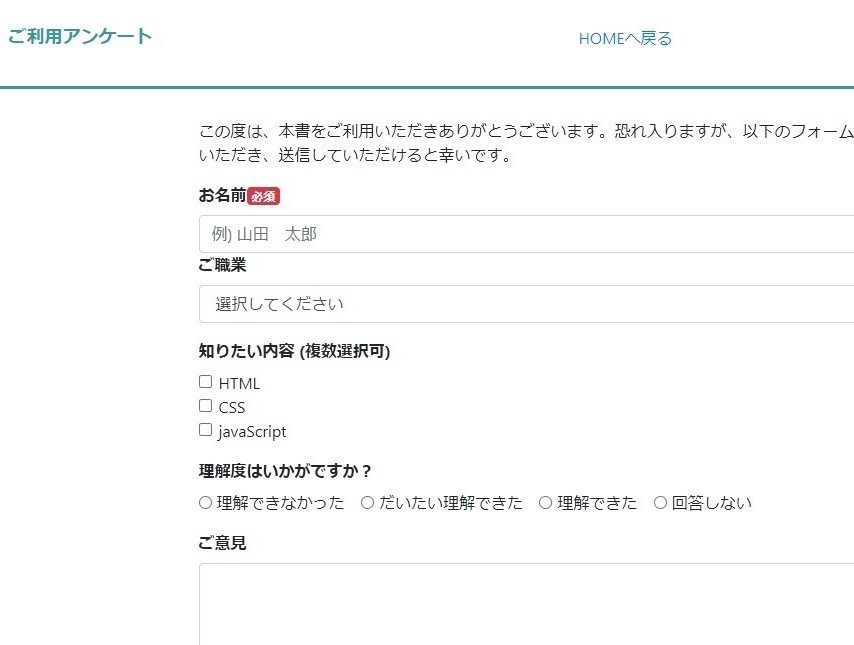 ご利用アンケート
HOMEへ戻る
この度は、本書をご利用いただきありがとうございます。恐れ入りますが、以下のフォーム
いただき、送信していただけると幸いです。
お名前必須
例) 山田　太郎
ご職業
選択してください
知りたい内容 (複数選択可)
HTML
CSS
javaScript
理解度はいかがですか？
理解できなかった だいたい理解できた 理解できた 回答しない
ご意見